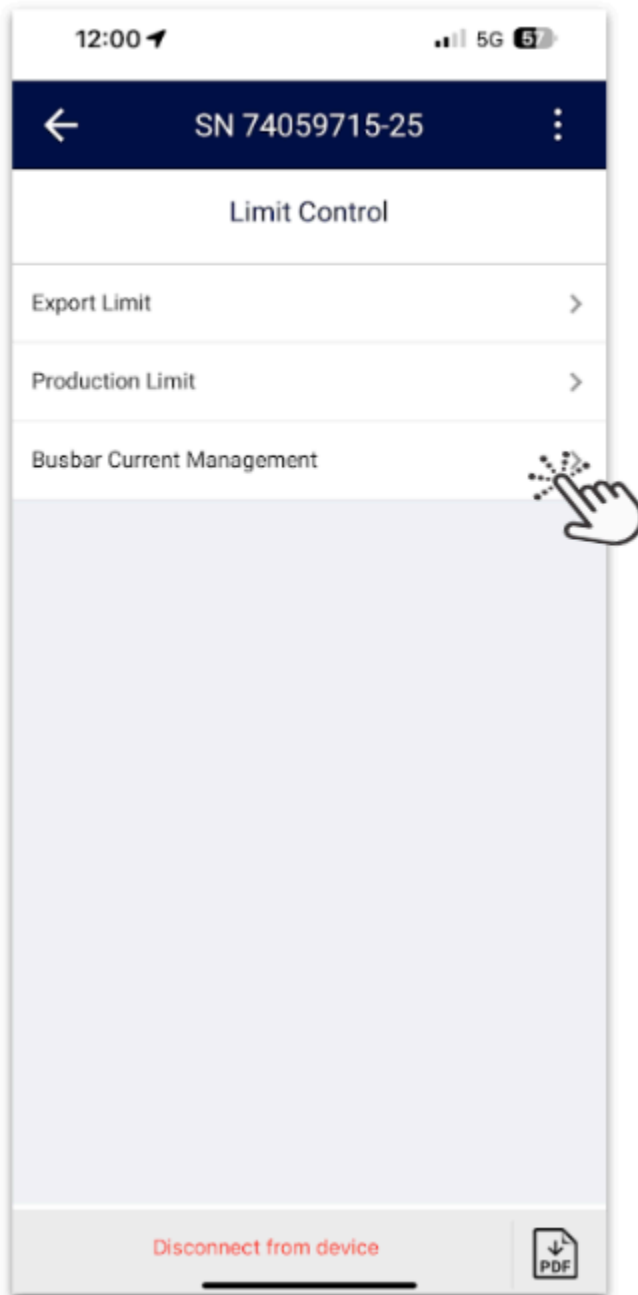 12:00
5G 57
SN 74059715-25
Limit Control
Export Limit
Production Limit
Busbar Current Management
Disconnect from device
PDF